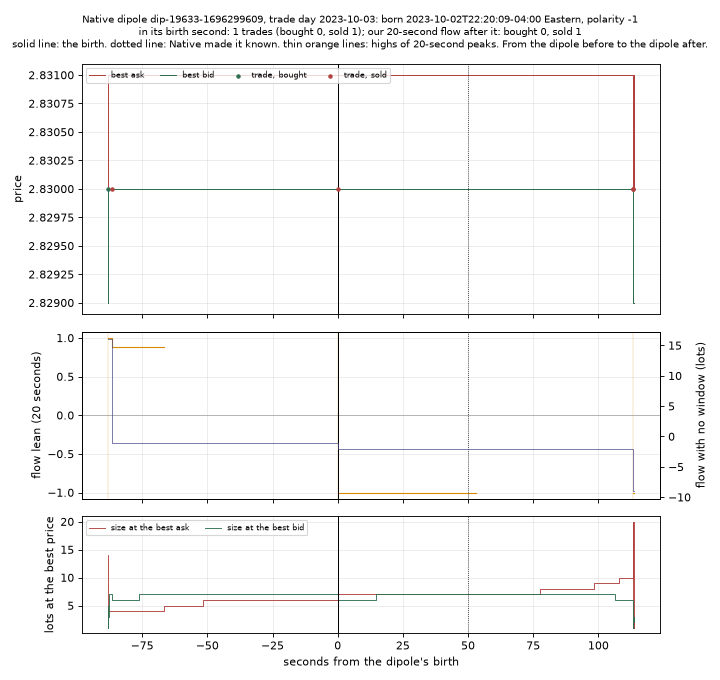 Native dipole dip-19633-1696299609, trade day 2023-10-03: born 2023-10-02T22:20:09-04:00 Eastern, polarity -1
in its birth second: 1 trades (bought 0, sold 1); our 20-second flow after it: bought 0, sold 1
solid line: the birth. dotted line: Native made it known. thin orange lines: highs of 20-second peaks. From the dipole before to the dipole after.
best ask
best bid
trade, bought
trade, sold
2.83100
2.83075
2.83050
2.83025
2.83000
2.82975
2.82950
2.82925
2.82900
price
1.0
0.5
0.0
−0.5
−1.0
flow lean (20 seconds)
15
10
5
0
−5
−10
flow with no window (lots)
size at the best ask
size at the best bid
20
15
10
5
lots at the best price
−75
−50
−25
0
25
50
75
100
seconds from the dipole's birth